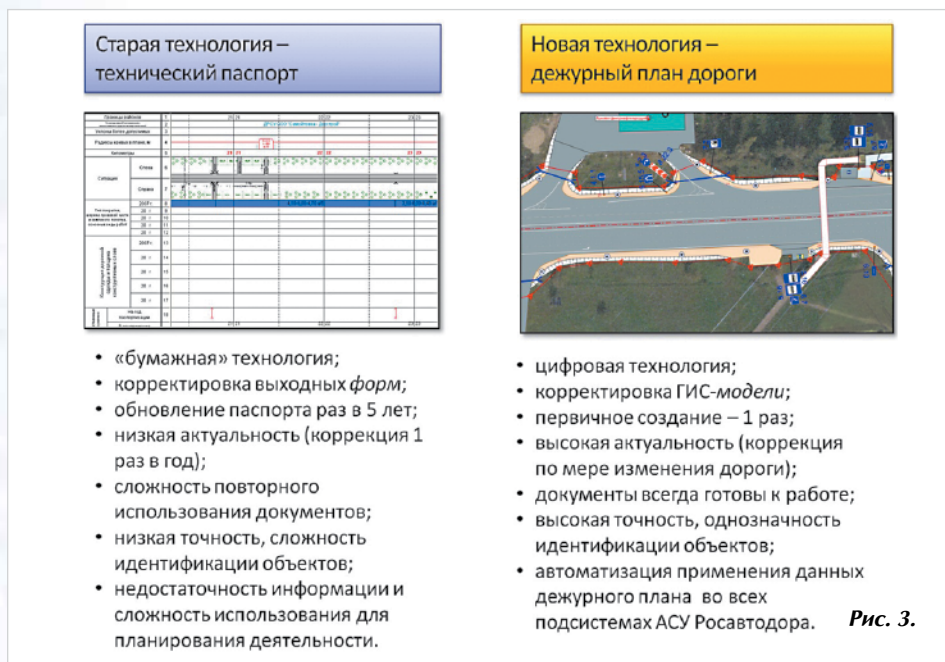 Старая технология –
технический паспорт
«бумажная» технология;
корректировка выходных форм;
обновление паспорта раз в 5 лет;
низкая актуальность (коррекция 1
раз в год);
сложность повторного
использования документов;
низкая точность, сложность
идентификации объектов;
недостаточность информации и
сложность использования для
планирования деятельности.
Новая технология –
дежурный план дороги
цифровая технология;
корректировка ГИС-модели;
первичное создание – 1 раз;
высокая актуальность (коррекция
по мере изменения дороги);
документы всегда готовы к работе;
высокая точность, однозначность
идентификации объектов;
автоматизация применения данных
дежурного плана во всех
подсистемах АСУ Росавтодора.
Рис. 3.